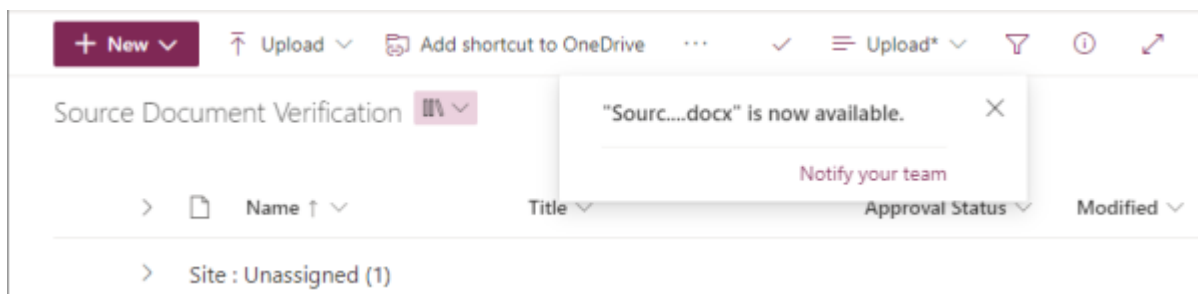 New Upload Add shortcut to OneDrive ... Upload*
Source Document Verification
"Sourc....docx" is now available.
Notify your team
Name Title Approval Status Modified
Site : Unassigned (1)